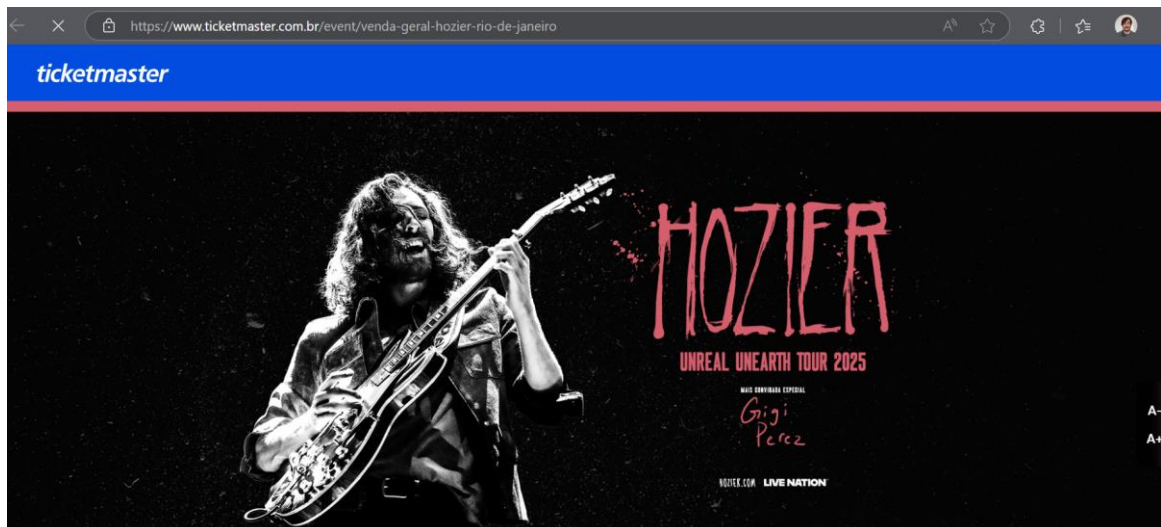 https://www.ticketmaster.com.br/event/venda-geral-hozier-rio-de-janeiro
ticketmaster
HOZIER
UNREAL UNEARTH TOUR 2025
MAIS CONVIDADA ESPECIAL
Gigi
Perez
A-
A+
HOZIER.COM LIVE NATION